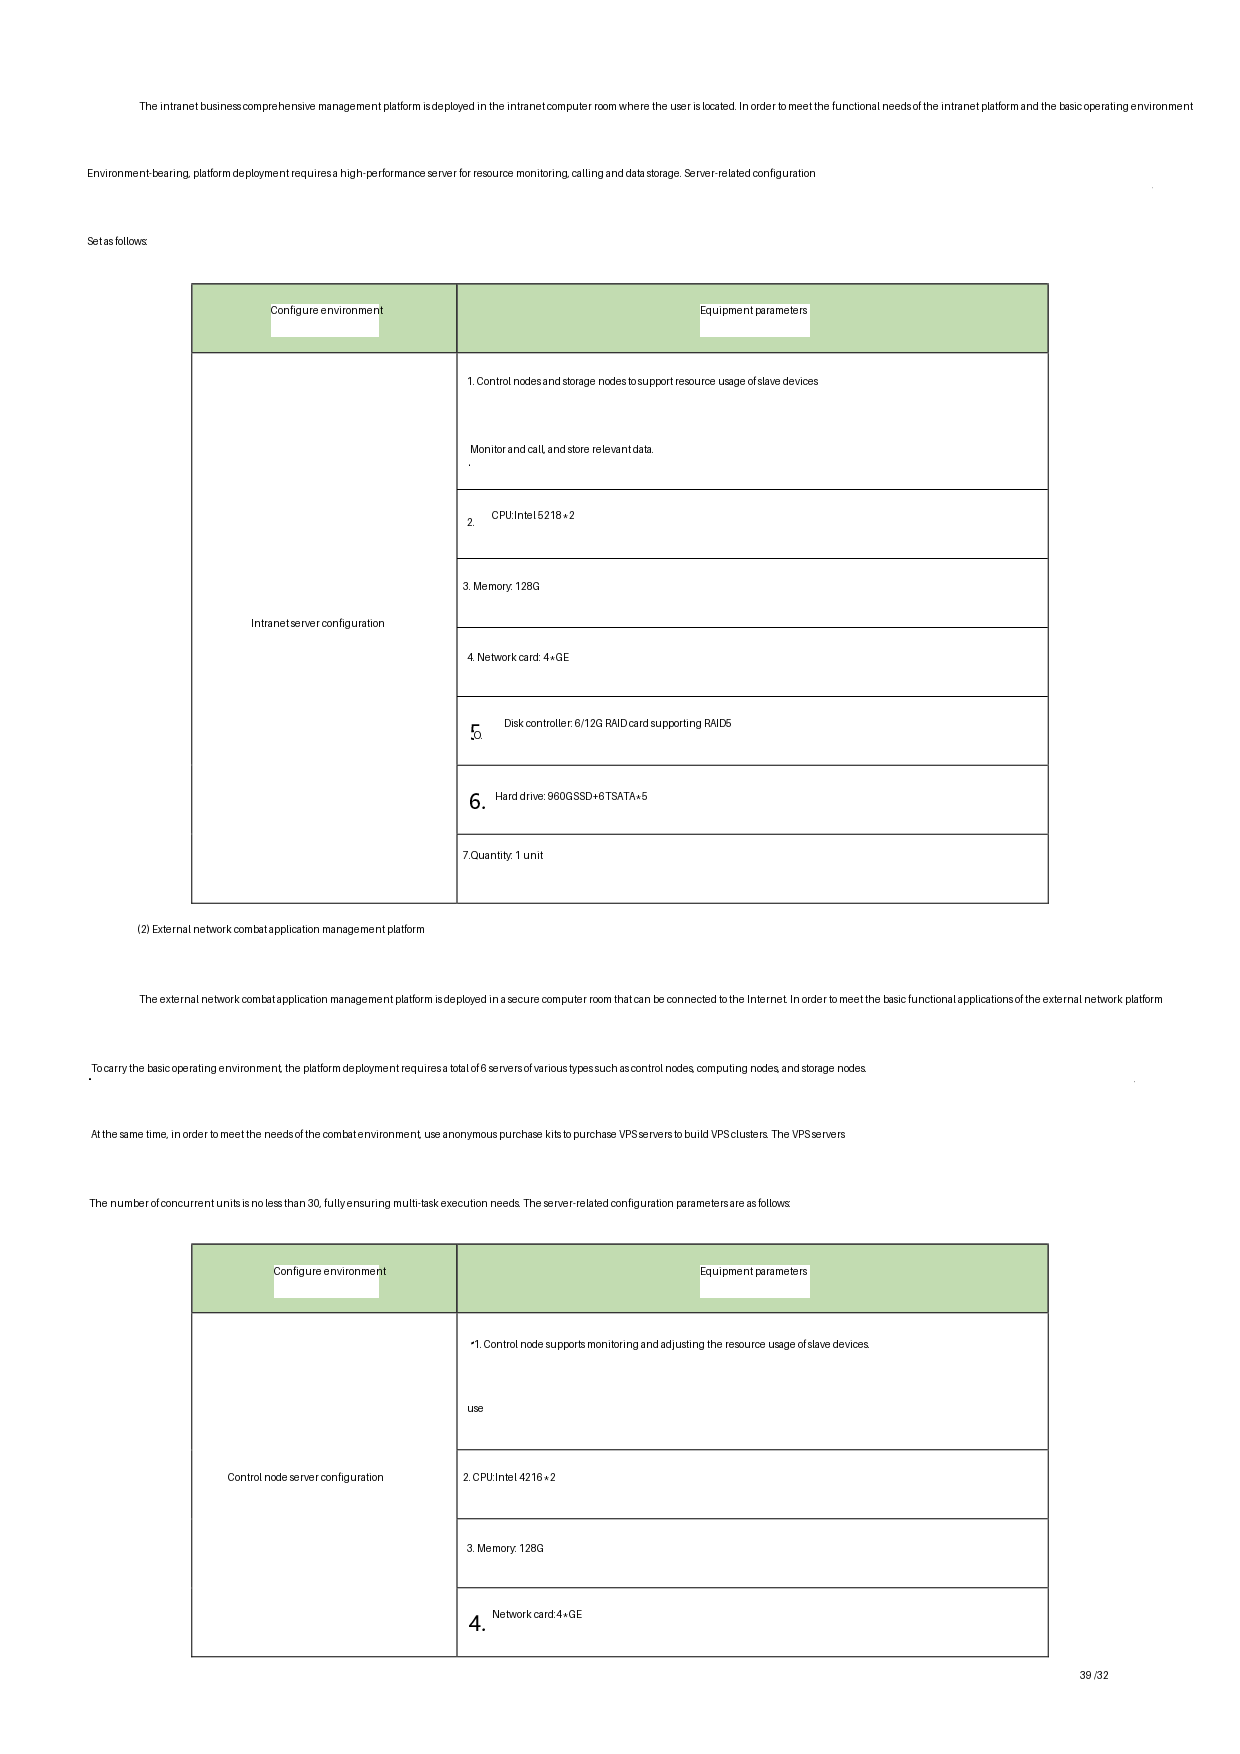 The intranet business comprehensive management platform is deployed in the intranet computer room where the user is located. In order to meet the functional needs of the intranet platform and the basic operating environment
Environment-bearing, platform deployment requires a high-performance server for resource monitoring, calling and data storage. Server-related configuration
Set as follows:
Configure environment
Equipment parameters
1. Control nodes and storage nodes to support resource usage of slave devices
Monitor and call, and store relevant data.
2. CPU:Intel 5218*2
3. Memory: 128G
Intranet server configuration
4. Network card: 4*GE
5. Disk controller: 6/12G RAID card supporting RAID5
6. Hard drive: 960GSSD+6TSATA*5
7.Quantity: 1 unit
(2) External network combat application management platform
The external network combat application management platform is deployed in a secure computer room that can be connected to the Internet. In order to meet the basic functional applications of the external network platform
To carry the basic operating environment, the platform deployment requires a total of 6 servers of various types such as control nodes, computing nodes, and storage nodes.
At the same time, in order to meet the needs of the combat environment, use anonymous purchase kits to purchase VPS servers to build VPS clusters. The VPS servers
The number of concurrent units is no less than 30, fully ensuring multi-task execution needs. The server-related configuration parameters are as follows:
Configure environment
Equipment parameters
1. Control node supports monitoring and adjusting the resource usage of slave devices.
use
Control node server configuration
2. CPU:Intel 4216*2
3. Memory: 128G
4. Network card:4*GE
39 /32